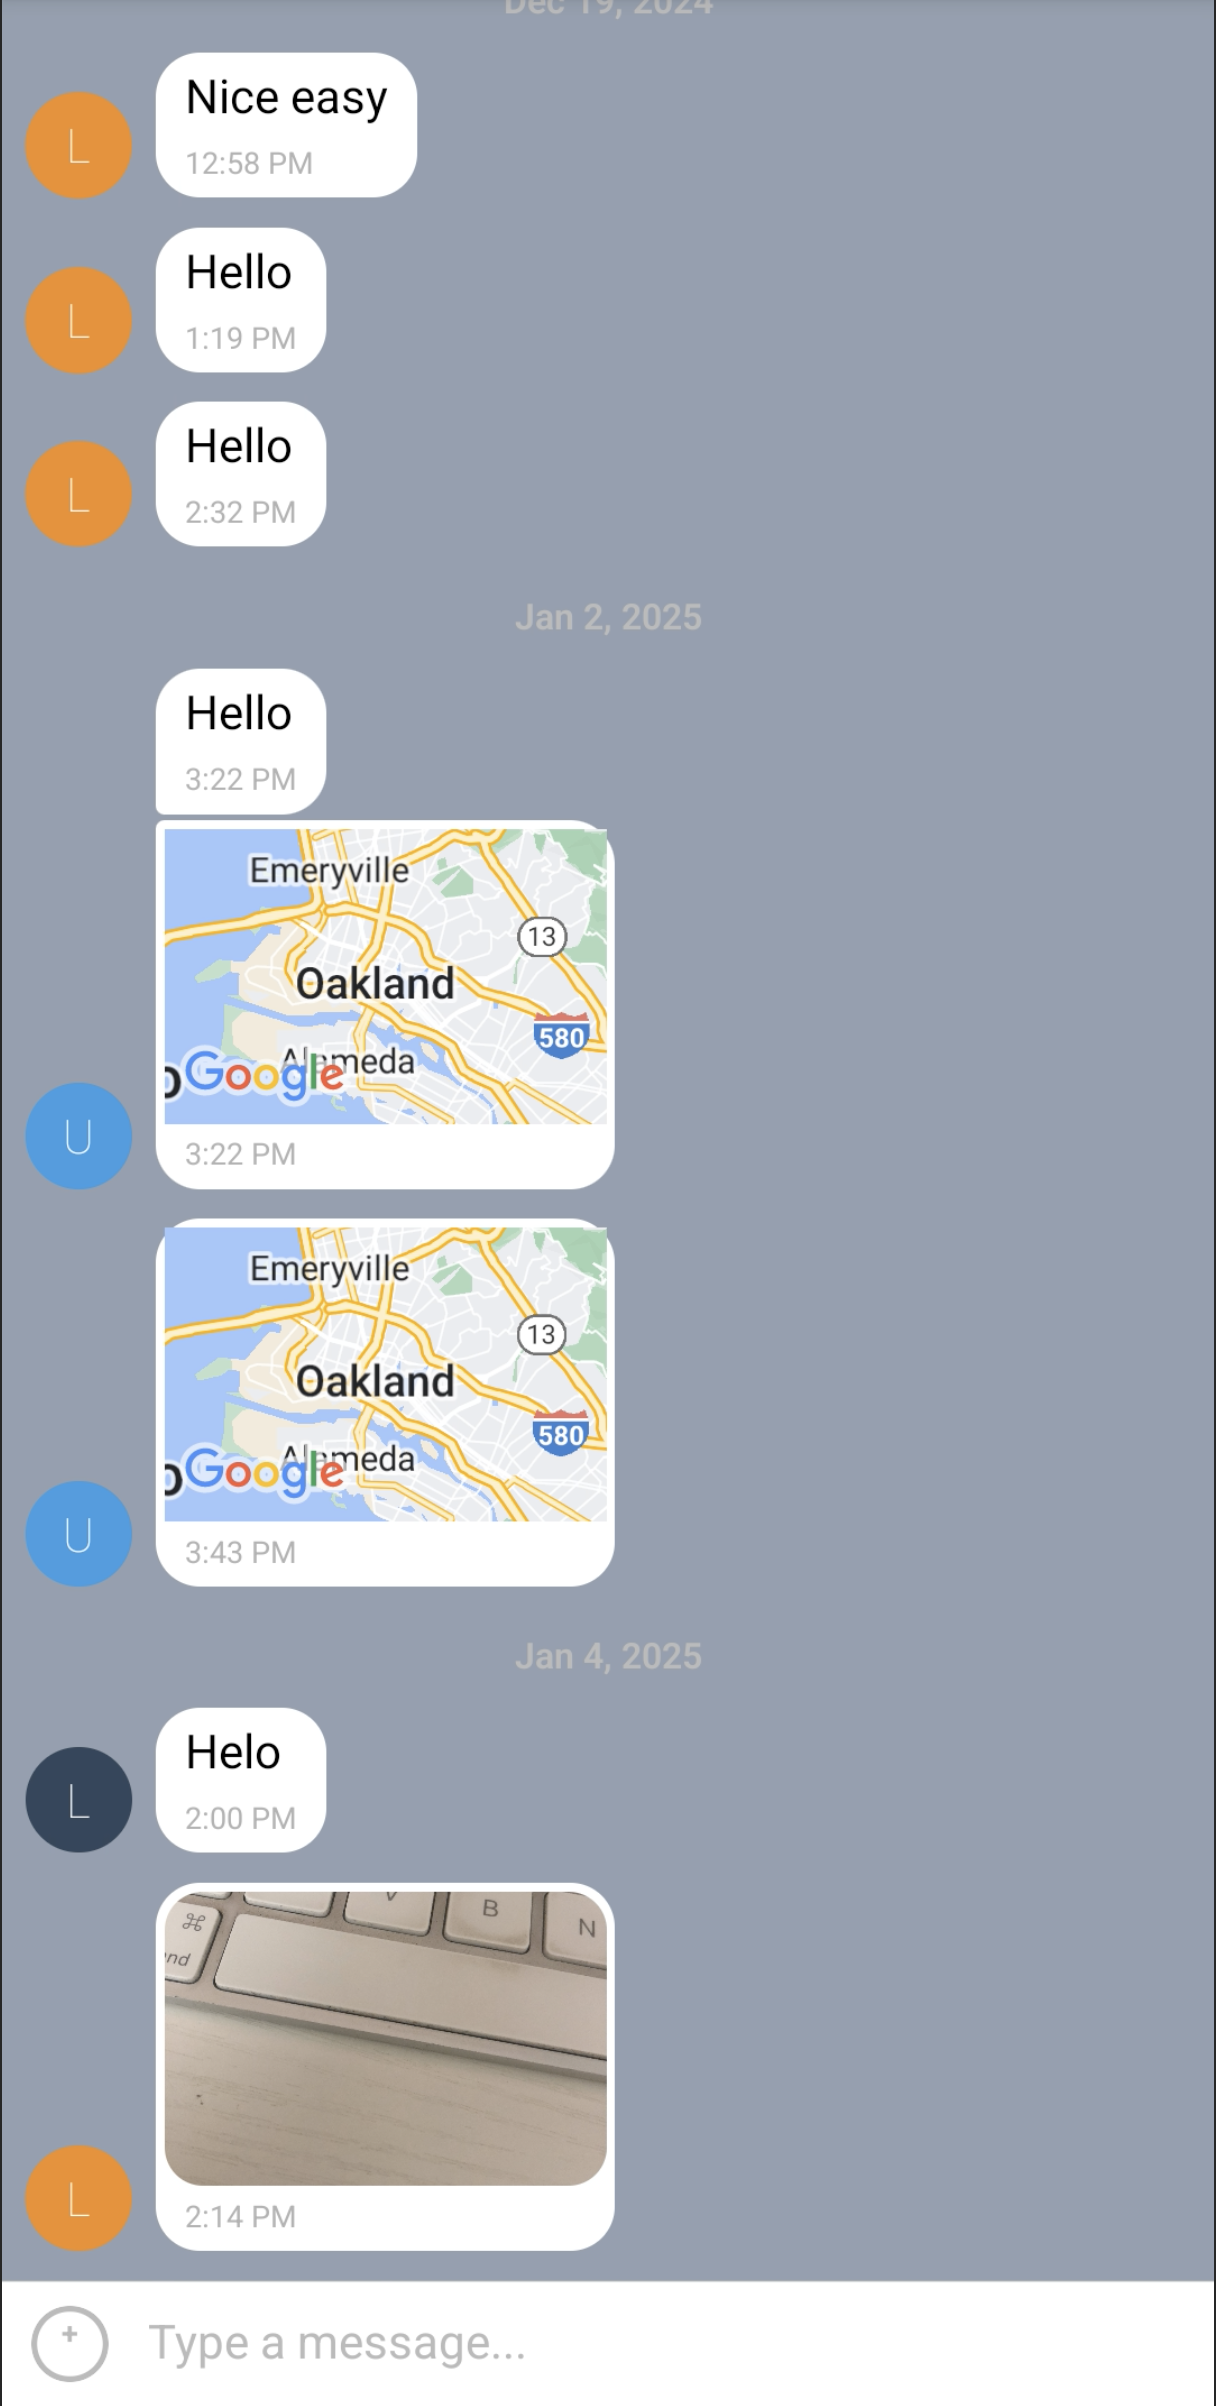 Dec 19, 2024
L
Nice easy
12:58 PM
L
Hello
1:19 PM
L
Hello
2:32 PM
Jan 2, 2025
Hello
3:22 PM
Emeryville
13
Oakland
580
Alameda
Google
U
3:22 PM
Emeryville
13
Oakland
580
Alameda
Google
U
3:43 PM
Jan 4, 2025
L
Helo
2:00 PM
V
B
N
⌘
nd
L
2:14 PM
+
Type a message...